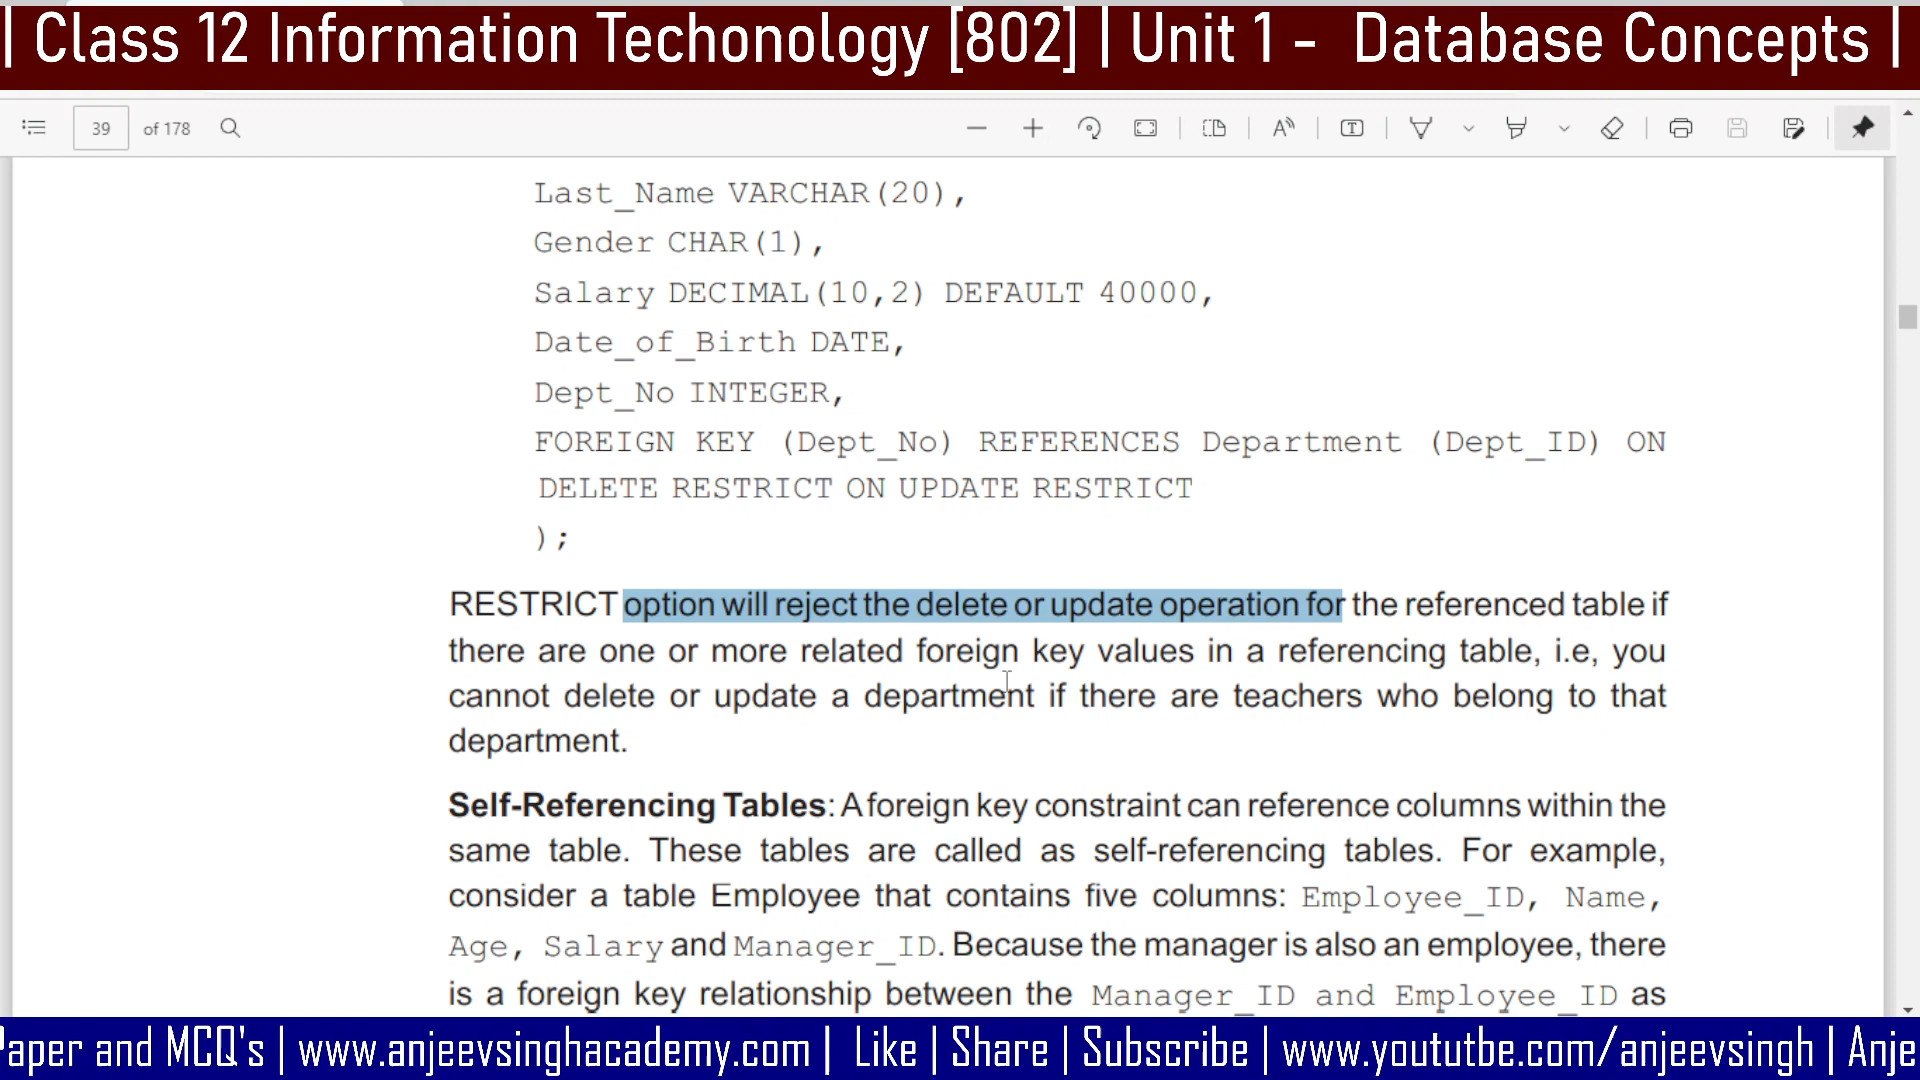 | Class 12 Information Techonology [802] | Unit 1 - Database Concepts |
39 of 178
Last_Name VARCHAR(20),
Gender CHAR(1),
Salary DECIMAL(10,2) DEFAULT 40000,
Date_of_Birth DATE,
Dept_No INTEGER,
FOREIGN KEY (Dept_No) REFERENCES Department (Dept_ID) ON
DELETE RESTRICT ON UPDATE RESTRICT
);
RESTRICT option will reject the delete or update operation for the referenced table if
there are one or more related foreign key values in a referencing table, i.e, you
cannot delete or update a department if there are teachers who belong to that
department.
Self-Referencing Tables: A foreign key constraint can reference columns within the
same table. These tables are called as self-referencing tables. For example,
consider a table Employee that contains five columns: Employee_ID, Name,
Age, Salary and Manager_ID. Because the manager is also an employee, there
is a foreign key relationship between the Manager_ID and Employee_ID as
Paper and MCQ's | www.anjeevsinghacademy.com | Like | Share | Subscribe | www.yoututbe.com/anjeevsingh | Anje